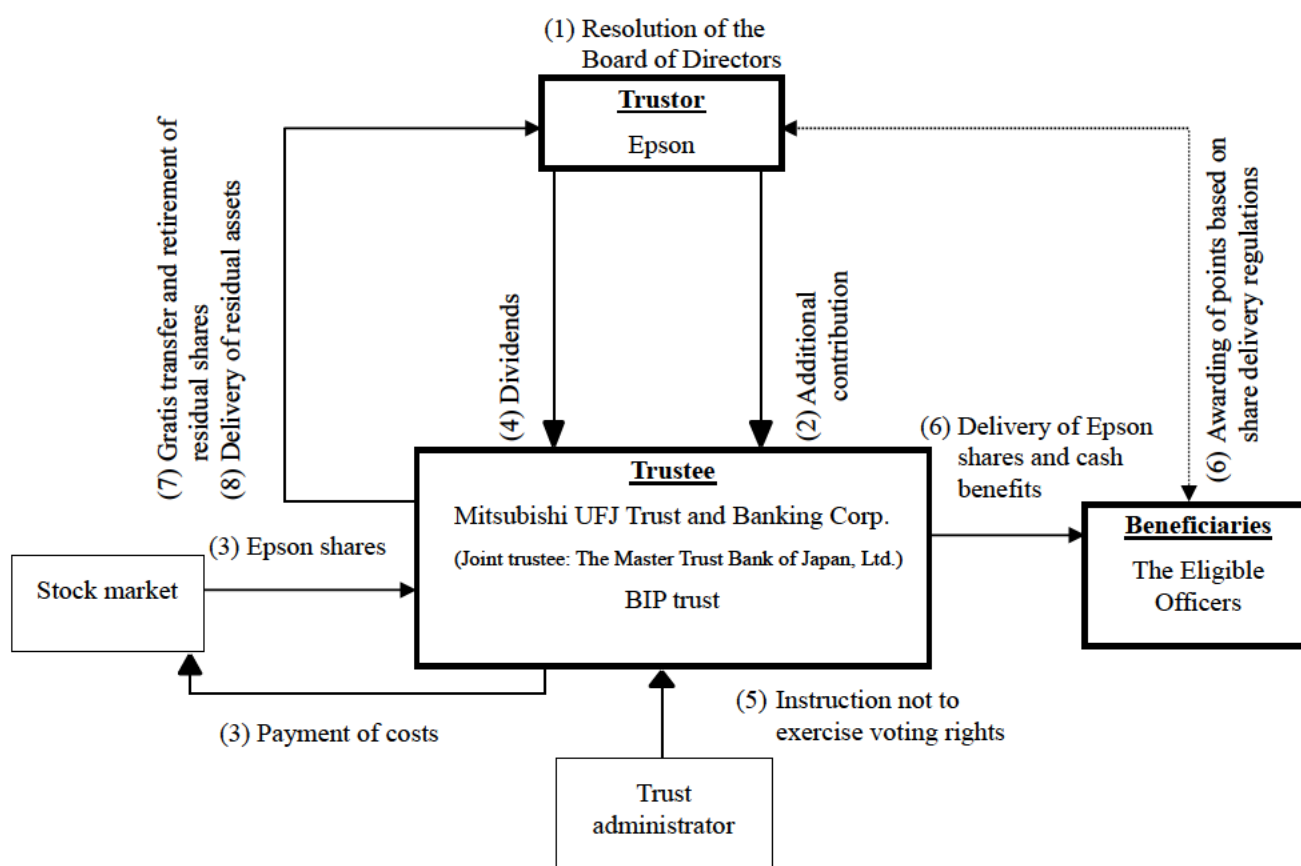 (1) Resolution of the
Board of Directors
Trustor
Epson
(7) Gratis transfer and retirement of
residual shares
(8) Delivery of residual assets
(4) Dividends
(2) Additional
contribution
(6) Awarding of points based on
share delivery regulations
(6) Delivery of Epson
shares and cash
benefits
Trustee
Mitsubishi UFJ Trust and Banking Corp.
(Joint trustee: The Master Trust Bank of Japan, Ltd.)
BIP trust
Beneficiaries
The Eligible
Officers
(3) Epson shares
Stock market
(3) Payment of costs
(5) Instruction not to
exercise voting rights
Trust
administrator